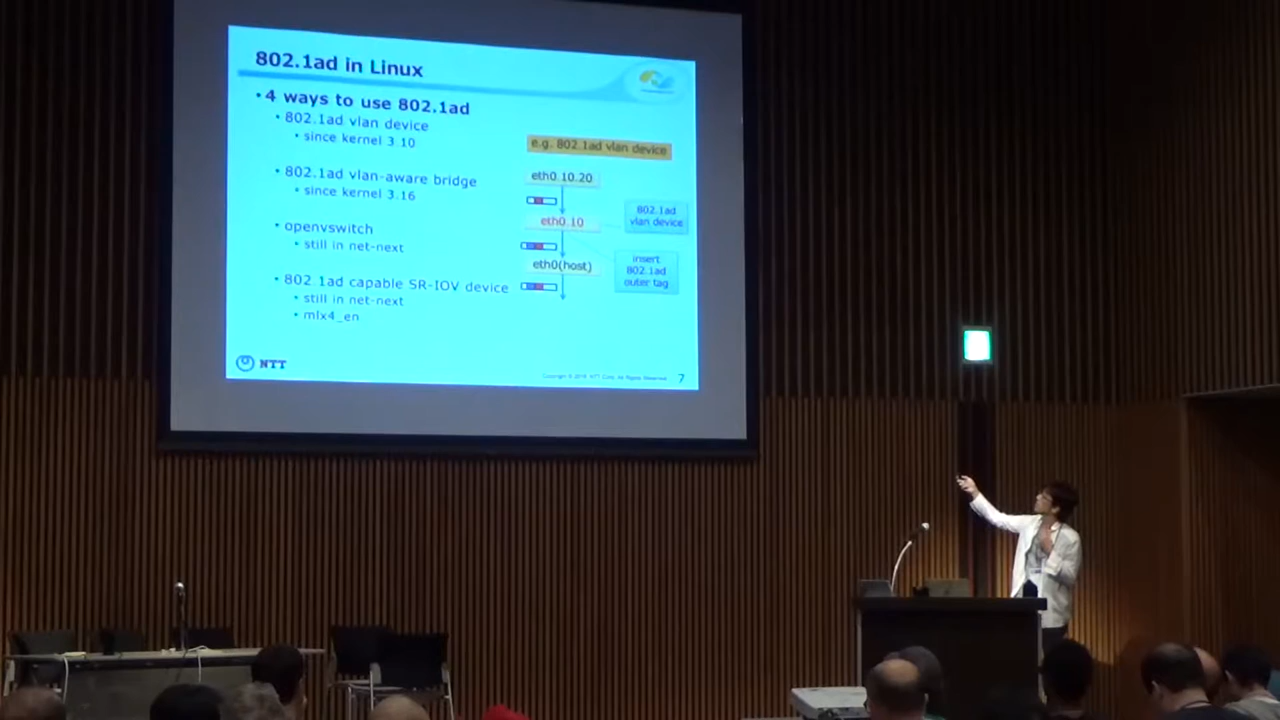 802.1ad in Linux
• 4 ways to use 802.1ad
• 802.1ad vlan device
• since kernel 3.10
• 802.1ad vlan-aware bridge
• since kernel 3.16
• openvswitch
• still in net-next
• 802.1ad capable SR-IOV device
• still in net-next
• mlx4_en
e.g. 802.1ad vlan device
eth0.10.20
eth0.10
802.1ad
vlan device
eth0(host)
insert
802.1ad
outer tag
NTT
7